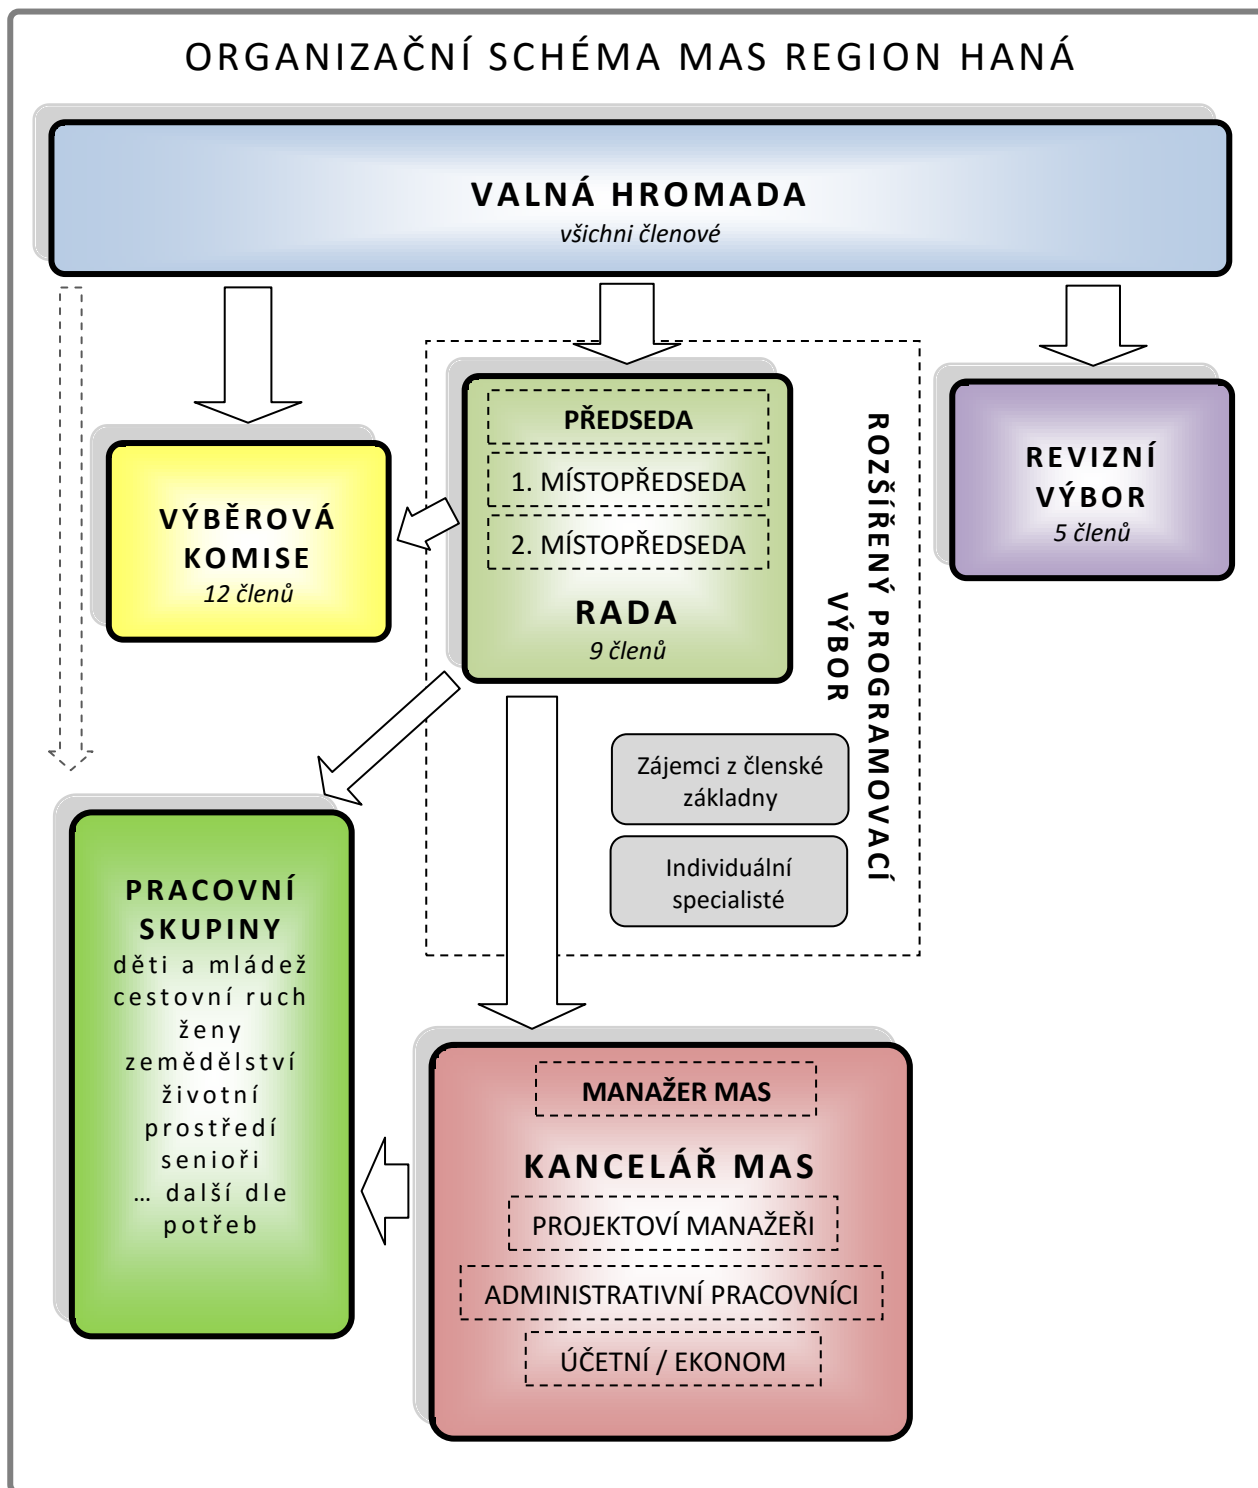 ORGANIZAČNÍ SCHÉMA MAS REGION HANÁ
VALNÁ HROMADA
všichni členové
VÝBĚROVÁ
KOMISE
12 členů
PŘEDSEDA
1. MÍSTOPŘEDSEDA
2. MÍSTOPŘEDSEDA
RADA
9 členů
ROZŠÍŘENÝ PROGRAMOVACÍ
VÝBOR
REVIZNÍ
VÝBOR
5 členů
Zájemci z členské
základny
Individuální
specialisté
PRACOVNÍ
SKUPINY
děti a mládež
cestovní ruch
ženy
zemědělství
životní
prostředí
senioři
... další dle
potřeb
MANAŽER MAS
KANCELÁŘ MAS
PROJEKTOVÍ MANAŽEŘI
ADMINISTRATIVNÍ PRACOVNÍCI
ÚČETNÍ / EKONOM